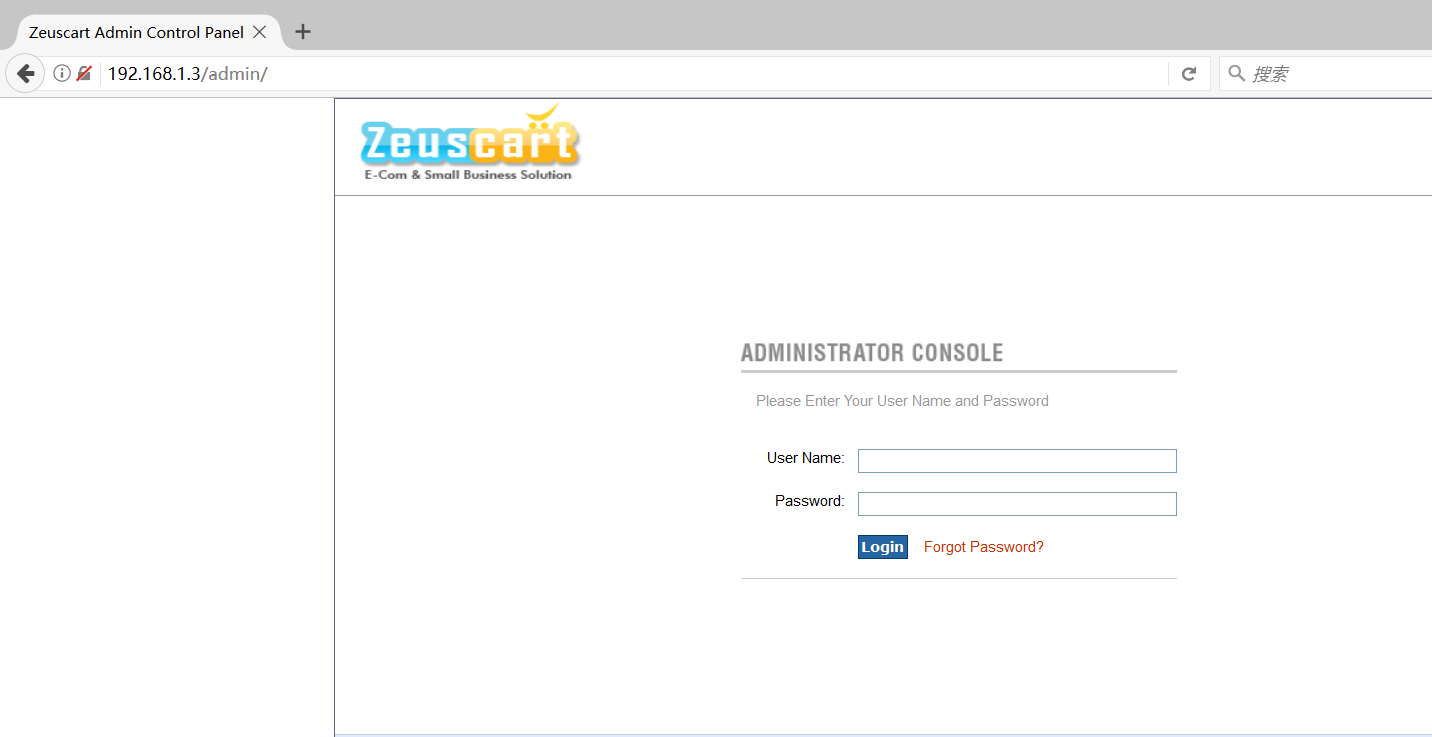 Zeuscart Admin Control Panel
192.168.1.3/admin/
搜索
Zeuscart
E-Com & Small Business Solution
ADMINISTRATOR CONSOLE
Please Enter Your User Name and Password
User Name:
Password:
Login Forgot Password?